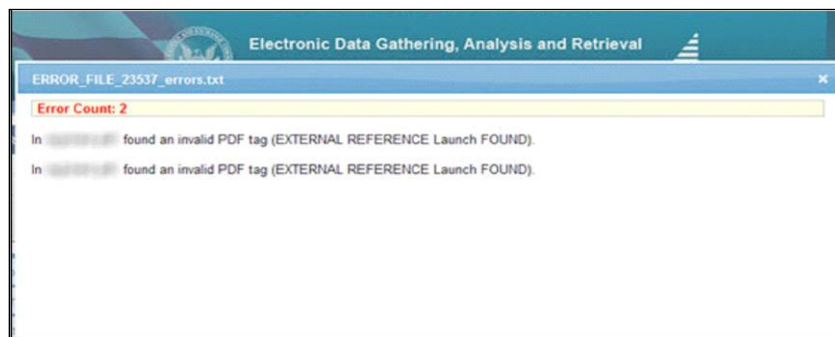 Electronic Data Gathering, Analysis and Retrieval
ERROR_FILE_23537_errors.txt
Error Count: 2
In found an invalid PDF tag (EXTERNAL REFERENCE Launch FOUND).
In found an invalid PDF tag (EXTERNAL REFERENCE Launch FOUND).